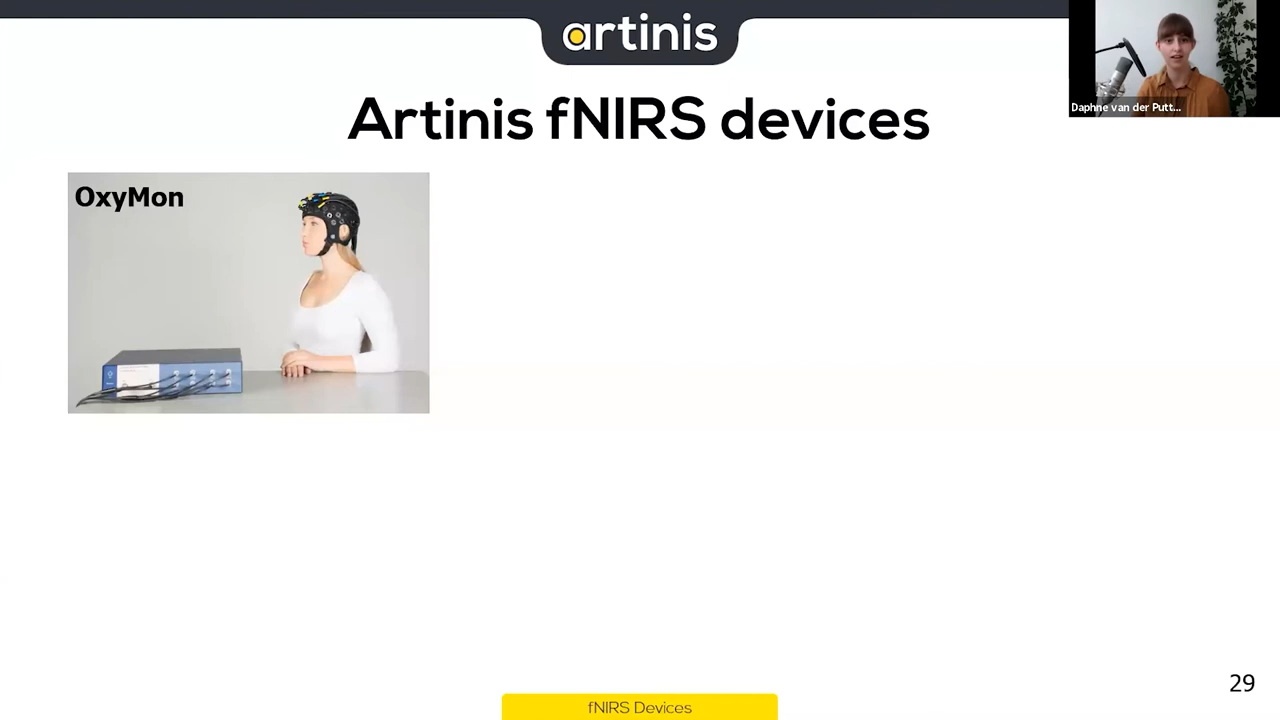 artinis
Daphne van der Putt...
Artinis fNIRS devices
OxyMon
29
fNIRS Devices